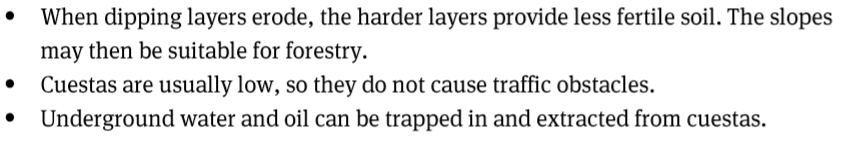 • When dipping layers erode, the harder layers provide less fertile soil. The slopes
may then be suitable for forestry.
• Cuestas are usually low, so they do not cause traffic obstacles.
• Underground water and oil can be trapped in and extracted from cuestas.